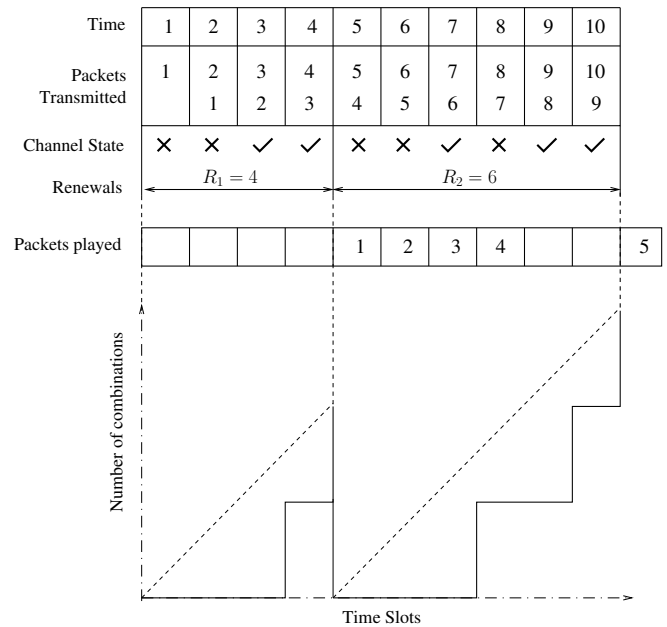 Time 1 2 3 4 5 6 7 8 9 10
Packets Transmitted 1 2 3 4 5 6 7 8 9 10
1 2 3 4 5 6 7 8 9
Channel State × × ✓ ✓ × × ✓ × ✓ ✓
Renewals R₁ = 4 R₂ = 6
Packets played 1 2 3 4 5
Number of combinations
Time Slots